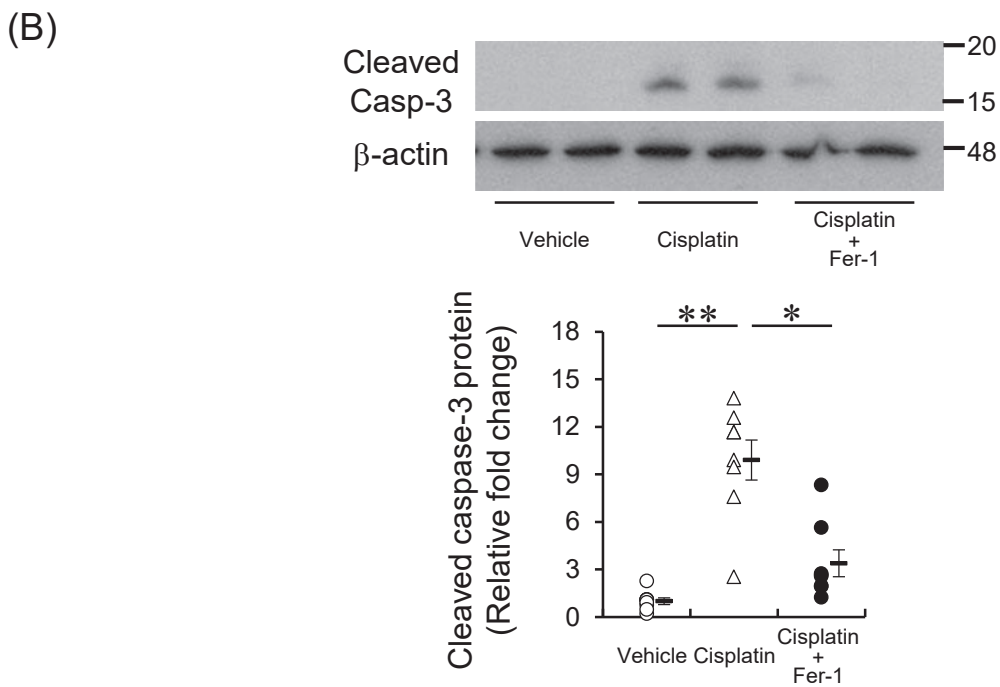 (B)
Cleaved
Casp-3
20
15
β-actin
48
Vehicle
Cisplatin
Cisplatin
+
Fer-1
Cleaved caspase-3 protein
(Relative fold change)
18
15
12
9
6
3
0
**
*
Vehicle
Cisplatin
Cisplatin
+
Fer-1